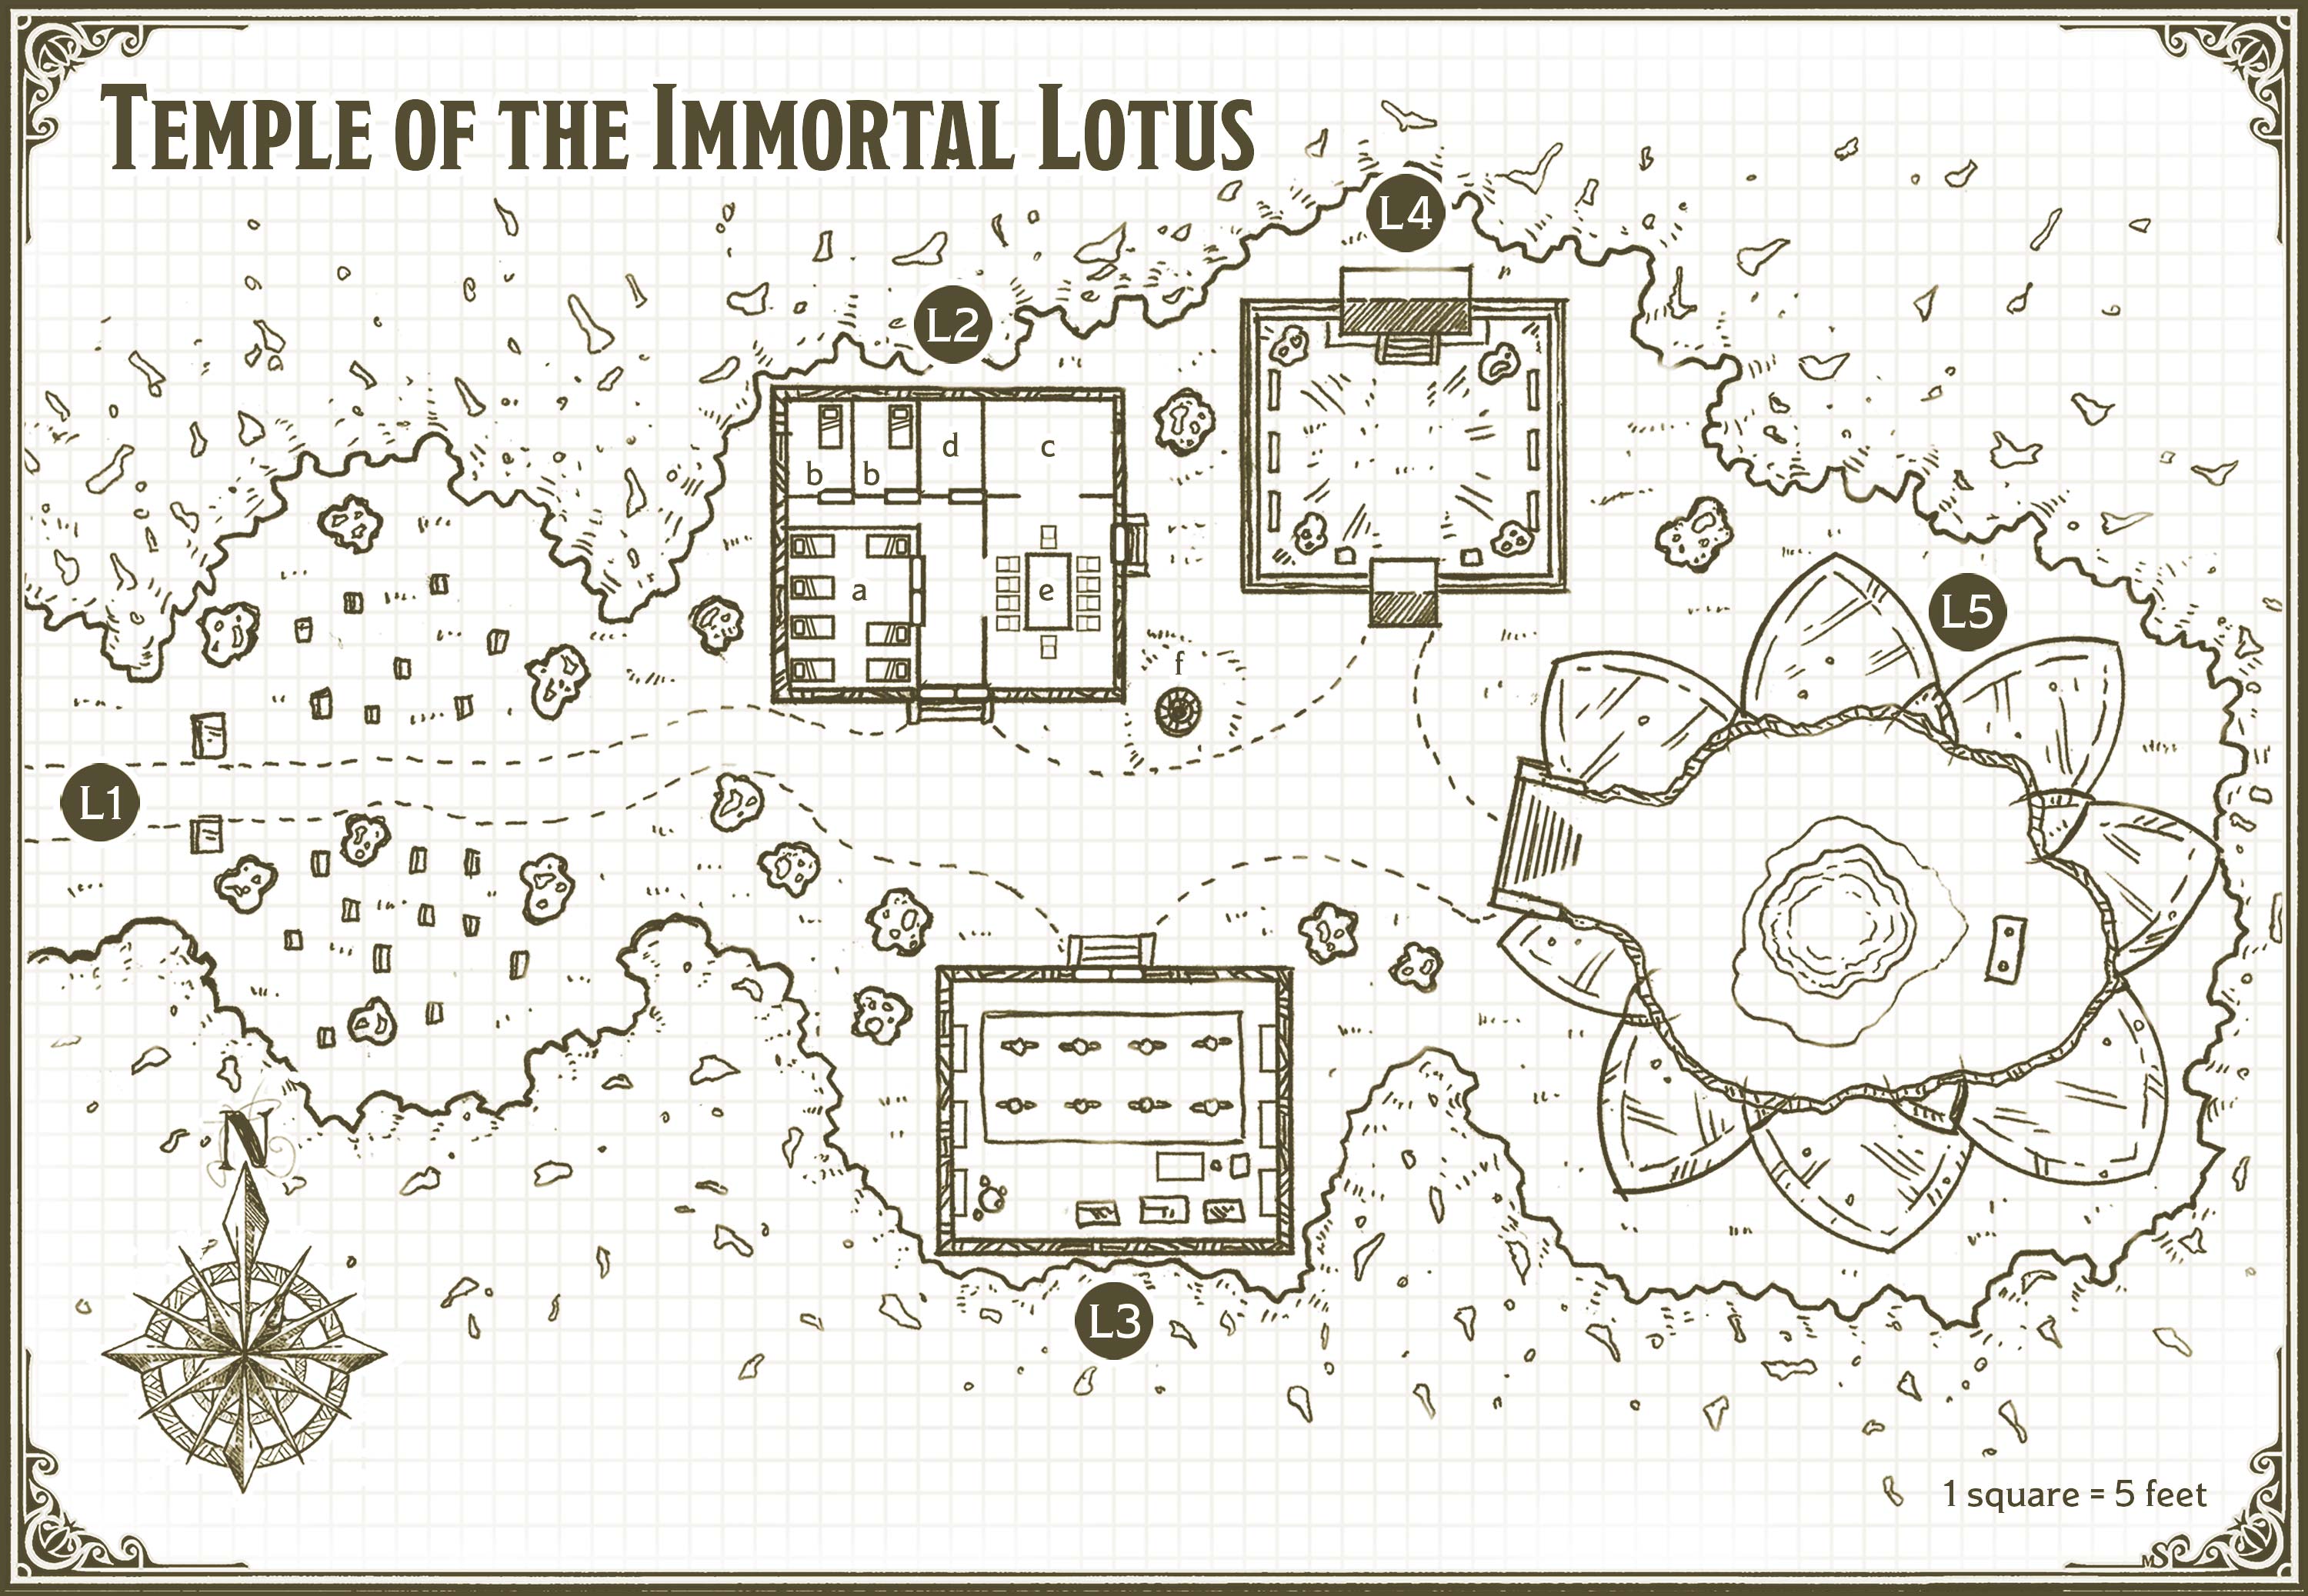 TEMPLE OF THE IMMORTAL LOTUS
L4
L2
d
c
b
b
a
e
L5
f
L1
N
L3
1 square = 5 feet
MS